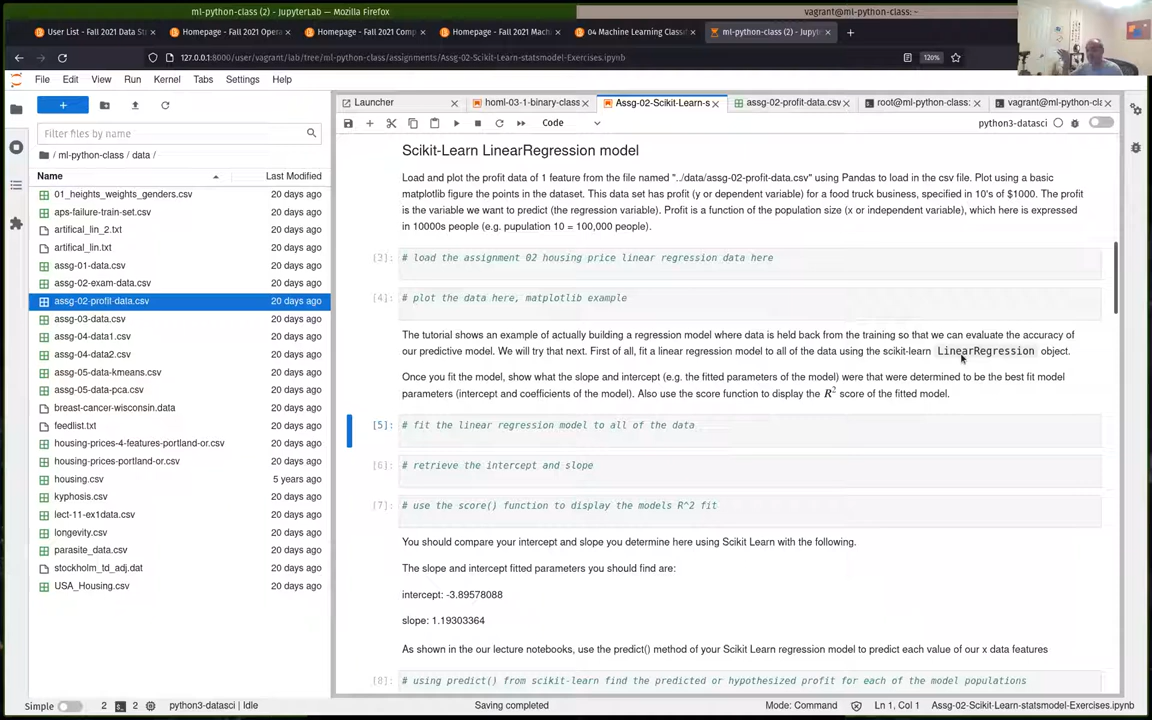 ml-python-class (2) - JupyterLab — Mozilla Firefox
vagrant@ml-python-class: ~
User List - Fall 2021 Data S
Homepage - Fall 2021 Opera
Homepage - Fall 2021 Comp
Homepage - Fall 2021 Mach
04 Machine Learning Classi
ml-python-class (2) - Jupyte
127.0.0.1:8000/user/vagrant/lab/tree/ml-python-class/assignments/Assg-02-Scikit-Learn-statsmodel-Exercises.ipynb
120%
File Edit View Run Kernel Tabs Settings Help
Filter files by name
/ ml-python-class / data /
Name Last Modified
01_heights_weights_genders.csv 20 days ago
aps-failure-train-set.csv 20 days ago
artifical_lin_2.txt 20 days ago
artifical_lin.txt 20 days ago
assg-01-data.csv 20 days ago
assg-02-exam-data.csv 20 days ago
assg-02-profit-data.csv 20 days ago
assg-03-data.csv 20 days ago
assg-04-data1.csv 20 days ago
assg-04-data2.csv 20 days ago
assg-05-data-kmeans.csv 20 days ago
assg-05-data-pca.csv 20 days ago
breast-cancer-wisconsin.data 20 days ago
feedlist.txt 20 days ago
housing-prices-4-features-portland-or.csv 20 days ago
housing-prices-portland-or.csv 20 days ago
housing.csv 5 years ago
kyphosis.csv 20 days ago
lect-11-ex1data.csv 20 days ago
longevity.csv 20 days ago
parasite_data.csv 20 days ago
stockholm_td_adj.dat 20 days ago
USA_Housing.csv 20 days ago
Launcher
homl-03-1-binary-class
Assg-02-Scikit-Learn-s
assg-02-profit-data.csv
root@ml-python-class:
vagrant@ml-python-cla
Code
python3-datasci
Scikit-Learn LinearRegression model
Load and plot the profit data of 1 feature from the file named "../data/assg-02-profit-data.csv" using Pandas to load in the csv file. Plot using a basic
matplotlib figure the points in the dataset. This data set has profit (y or dependent variable) for a food truck business, specified in 10's of $1000. The profit
is the variable we want to predict (the regression variable). Profit is a function of the population size (x or independent variable), which here is expressed
in 10000s people (e.g. pupulation 10 = 100,000 people).
[3]: # load the assignment 02 housing price linear regression data here
[4]: # plot the data here, matplotlib example
The tutorial shows an example of actually building a regression model where data is held back from the training so that we can evaluate the accuracy of
our predictive model. We will try that next. First of all, fit a linear regression model to all of the data using the scikit-learn LinearRegression object.
Once you fit the model, show what the slope and intercept (e.g. the fitted parameters of the model) were that were determined to be the best fit model
parameters (intercept and coefficients of the model). Also use the score function to display the R² score of the fitted model.
[5]: # fit the linear regression model to all of the data
[6]: # retrieve the intercept and slope
[7]: # use the score() function to display the models R^2 fit
You should compare your intercept and slope you determine here using Scikit Learn with the following.
The slope and intercept fitted parameters you should find are:
intercept: -3.89578088
slope: 1.19303364
As shown in the our lecture notebooks, use the predict() method of your Scikit Learn regression model to predict each value of our x data features
[8]: # using predict() from scikit-learn find the predicted or hypothesized profit for each of the model populations
Simple 2 2 python3-datasci | Idle Saving completed Mode: Command Ln 1, Col 1 Assg-02-Scikit-Learn-statsmodel-Exercises.ipynb